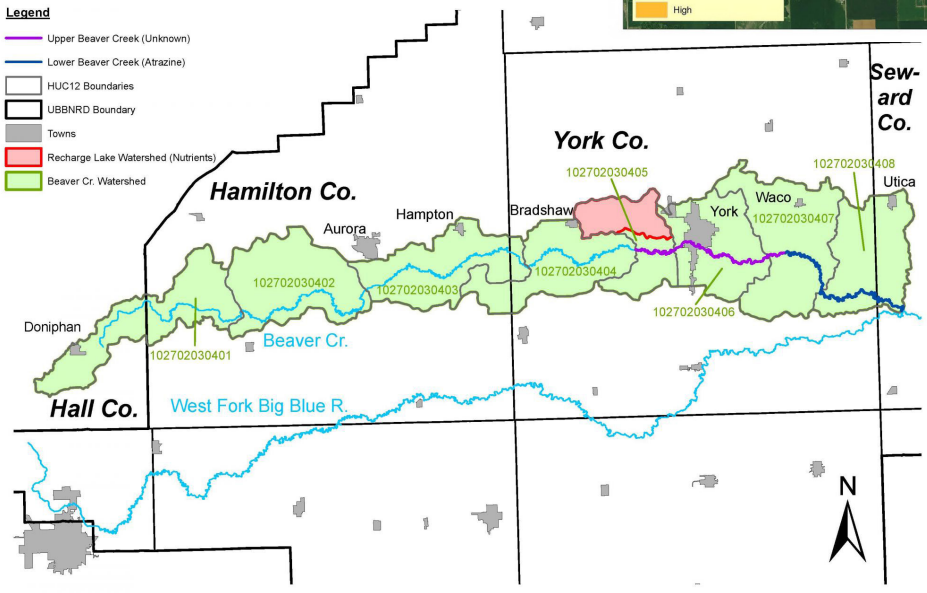 Legend
Upper Beaver Creek (Unknown)
Lower Beaver Creek (Atrazine)
HUC12 Boundaries
UBBNRD Boundary
Towns
Recharge Lake Watershed (Nutrients)
Beaver Cr. Watershed
High
Sew-
ard
Co.
York Co.
102702030405
102702030408
Hamilton Co.
Utica
Waco
Bradshaw
York
102702030407
Hampton
Aurora
102702030404
102702030402
102702030403
102702030406
Doniphan
Beaver Cr.
102702030401
Hall Co.
West Fork Big Blue R.
N